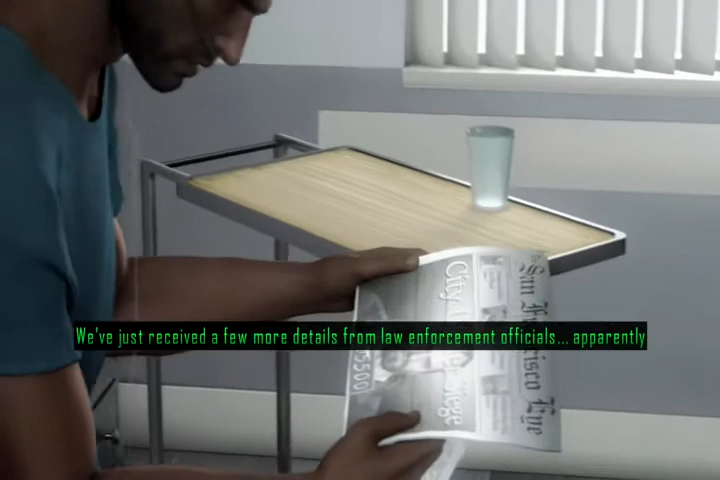 San Francisco Eye
City Siege
We've just received a few more details from law enforcement officials... apparently